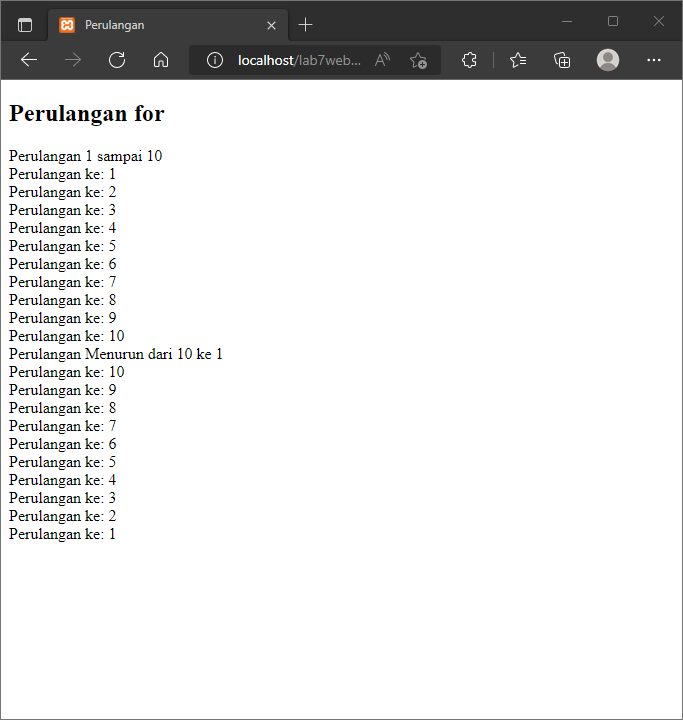 Perulangan
localhost/lab7web...
Perulangan for
Perulangan 1 sampai 10
Perulangan ke: 1
Perulangan ke: 2
Perulangan ke: 3
Perulangan ke: 4
Perulangan ke: 5
Perulangan ke: 6
Perulangan ke: 7
Perulangan ke: 8
Perulangan ke: 9
Perulangan ke: 10
Perulangan Menurun dari 10 ke 1
Perulangan ke: 10
Perulangan ke: 9
Perulangan ke: 8
Perulangan ke: 7
Perulangan ke: 6
Perulangan ke: 5
Perulangan ke: 4
Perulangan ke: 3
Perulangan ke: 2
Perulangan ke: 1